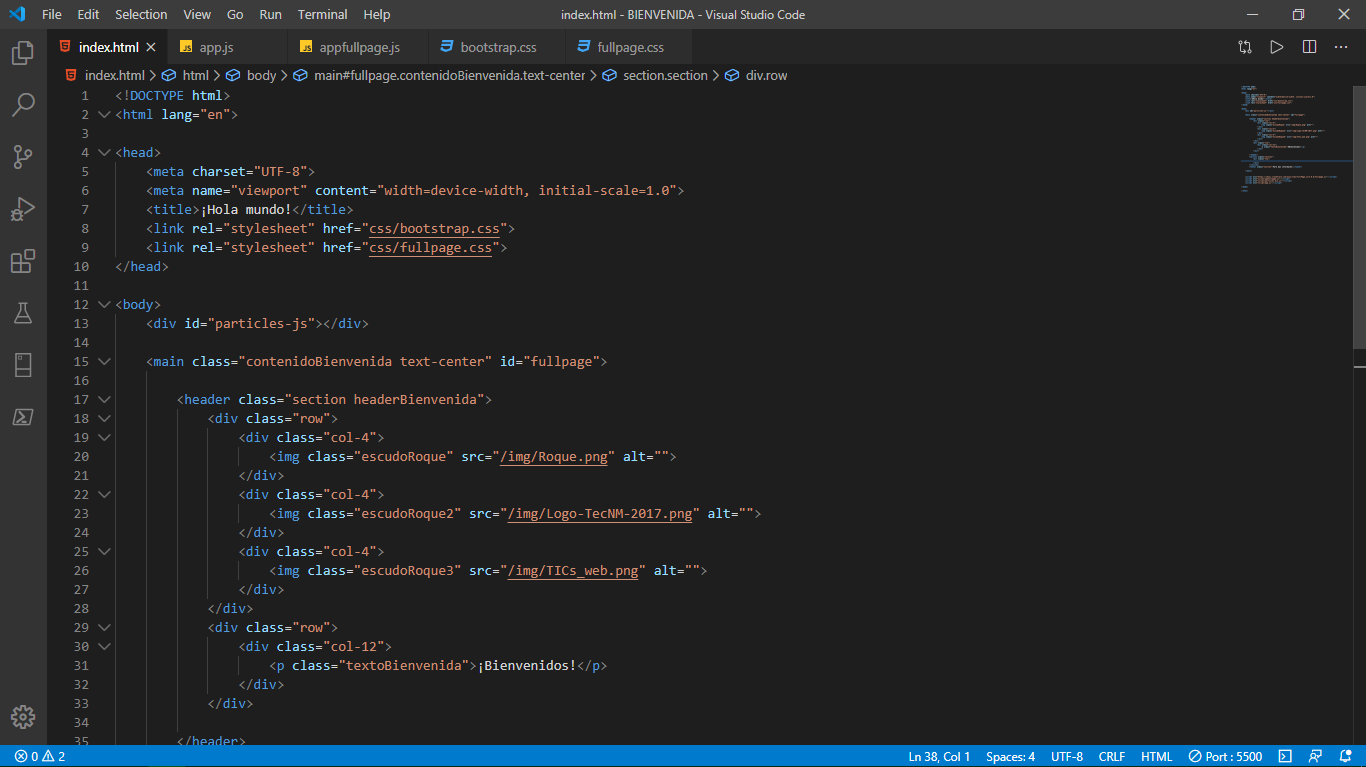 File Edit Selection View Go Run Terminal Help index.html - BIENVENIDA - Visual Studio Code
index.html app.js appfullpage.js bootstrap.css fullpage.css
index.html > html > body > main#fullpage.contenidoBienvenida.text-center > section.section > div.row
1 <!DOCTYPE html>
2 <html lang="en">
3
4 <head>
5 <meta charset="UTF-8">
6 <meta name="viewport" content="width=device-width, initial-scale=1.0">
7 <title>¡Hola mundo!</title>
8 <link rel="stylesheet" href="css/bootstrap.css">
9 <link rel="stylesheet" href="css/fullpage.css">
10 </head>
11
12 <body>
13 <div id="particles-js"></div>
14
15 <main class="contenidoBienvenida text-center" id="fullpage">
16
17 <header class="section headerBienvenida">
18 <div class="row">
19 <div class="col-4">
20 <img class="escudoRoque" src="/img/Roque.png" alt="">
21 </div>
22 <div class="col-4">
23 <img class="escudoRoque2" src="/img/Logo-TecNM-2017.png" alt="">
24 </div>
25 <div class="col-4">
26 <img class="escudoRoque3" src="/img/TICs_web.png" alt="">
27 </div>
28 </div>
29 <div class="row">
30 <div class="col-12">
31 <p class="textoBienvenida">¡Bienvenidos!</p>
32 </div>
33 </div>
34
35 </header>
0 2 Ln 38, Col 1 Spaces: 4 UTF-8 CRLF HTML Port : 5500